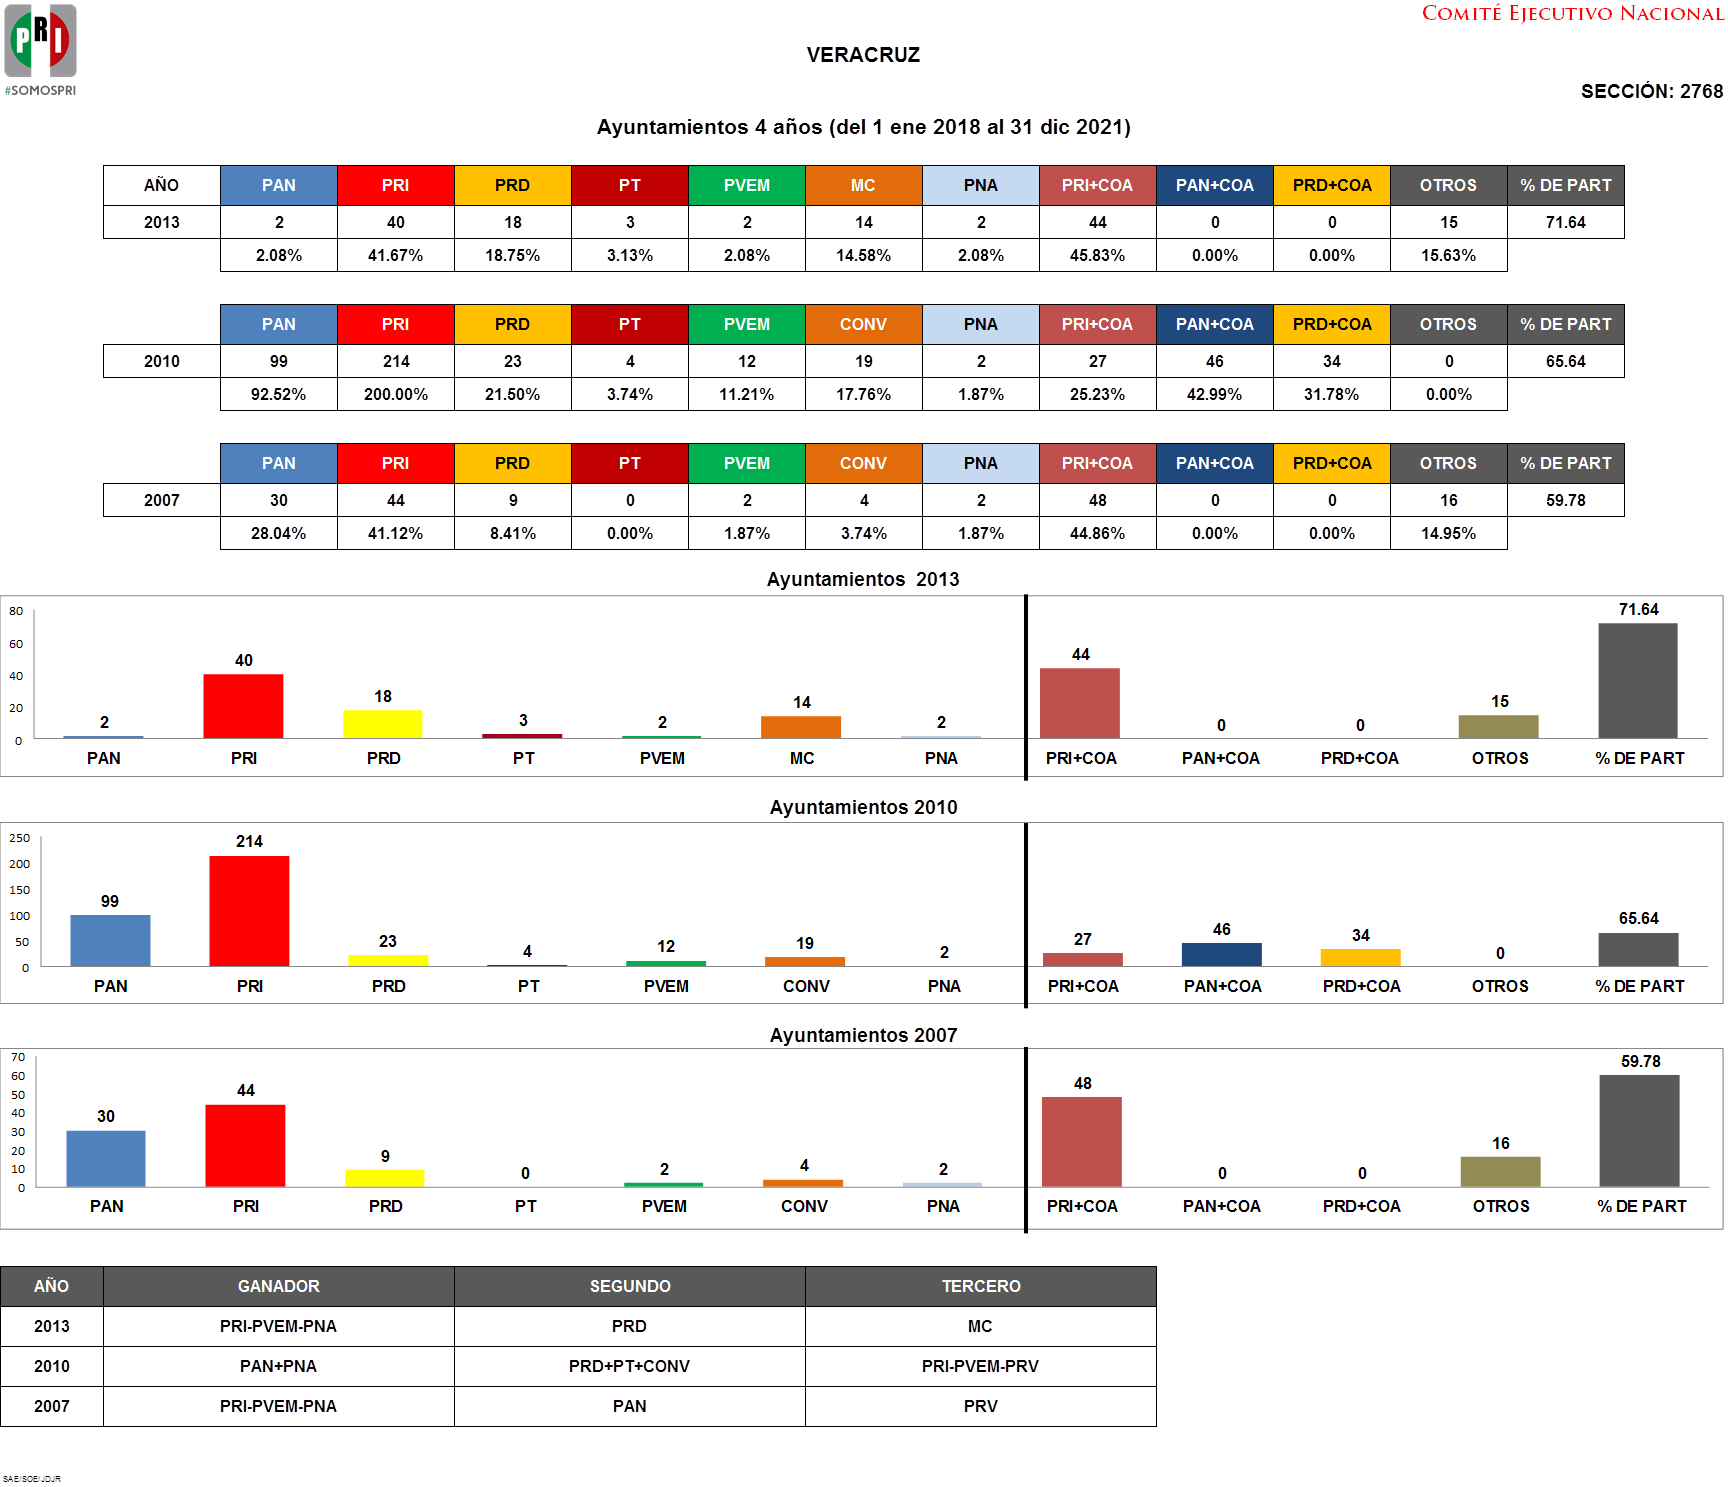 COMITÉ EJECUTIVO NACIONAL
PRI
#SOMOSPRI
VERACRUZ
SECCIÓN: 2768
Ayuntamientos 4 años (del 1 ene 2018 al 31 dic 2021)
AÑO PAN PRI PRD PT PVEM MC PNA PRI+COA PAN+COA PRD+COA OTROS % DE PART
2013 2 40 18 3 2 14 2 44 0 0 15 71.64
2.08% 41.67% 18.75% 3.13% 2.08% 14.58% 2.08% 45.83% 0.00% 0.00% 15.63%
PAN PRI PRD PT PVEM CONV PNA PRI+COA PAN+COA PRD+COA OTROS % DE PART
2010 99 214 23 4 12 19 2 27 46 34 0 65.64
92.52% 200.00% 21.50% 3.74% 11.21% 17.76% 1.87% 25.23% 42.99% 31.78% 0.00%
PAN PRI PRD PT PVEM CONV PNA PRI+COA PAN+COA PRD+COA OTROS % DE PART
2007 30 44 9 0 2 4 2 48 0 0 16 59.78
28.04% 41.12% 8.41% 0.00% 1.87% 3.74% 1.87% 44.86% 0.00% 0.00% 14.95%
Ayuntamientos 2013
80
60
40
20
0
2 40 18 3 2 14 2 44 0 0 15 71.64
PAN PRI PRD PT PVEM MC PNA PRI+COA PAN+COA PRD+COA OTROS % DE PART
Ayuntamientos 2010
250
200
150
100
50
0
99 214 23 4 12 19 2 27 46 34 0 65.64
PAN PRI PRD PT PVEM CONV PNA PRI+COA PAN+COA PRD+COA OTROS % DE PART
Ayuntamientos 2007
70
60
50
40
30
20
10
0
30 44 9 0 2 4 2 48 0 0 16 59.78
PAN PRI PRD PT PVEM CONV PNA PRI+COA PAN+COA PRD+COA OTROS % DE PART
AÑO GANADOR SEGUNDO TERCERO
2013 PRI-PVEM-PNA PRD MC
2010 PAN+PNA PRD+PT+CONV PRI-PVEM-PRV
2007 PRI-PVEM-PNA PAN PRV
SAE/SOE/JDJR